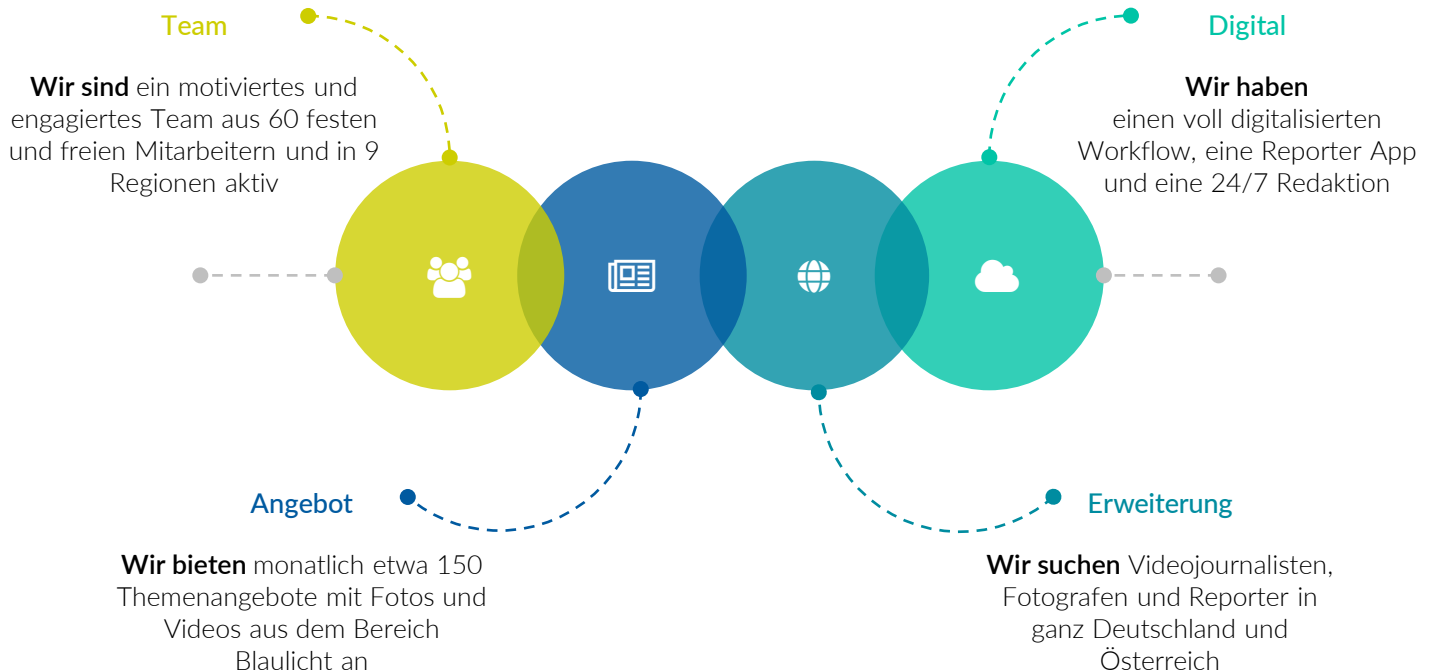 Team
Wir sind ein motiviertes und
engagiertes Team aus 60 festen
und freien Mitarbeitern und in 9
Regionen aktiv
Digital
Wir haben
einen voll digitalisierten
Workflow, eine Reporter App
und eine 24/7 Redaktion
Angebot
Wir bieten monatlich etwa 150
Themenangebote mit Fotos und
Videos aus dem Bereich
Blaulicht an
Erweiterung
Wir suchen Videojournalisten,
Fotografen und Reporter in
ganz Deutschland und
Österreich